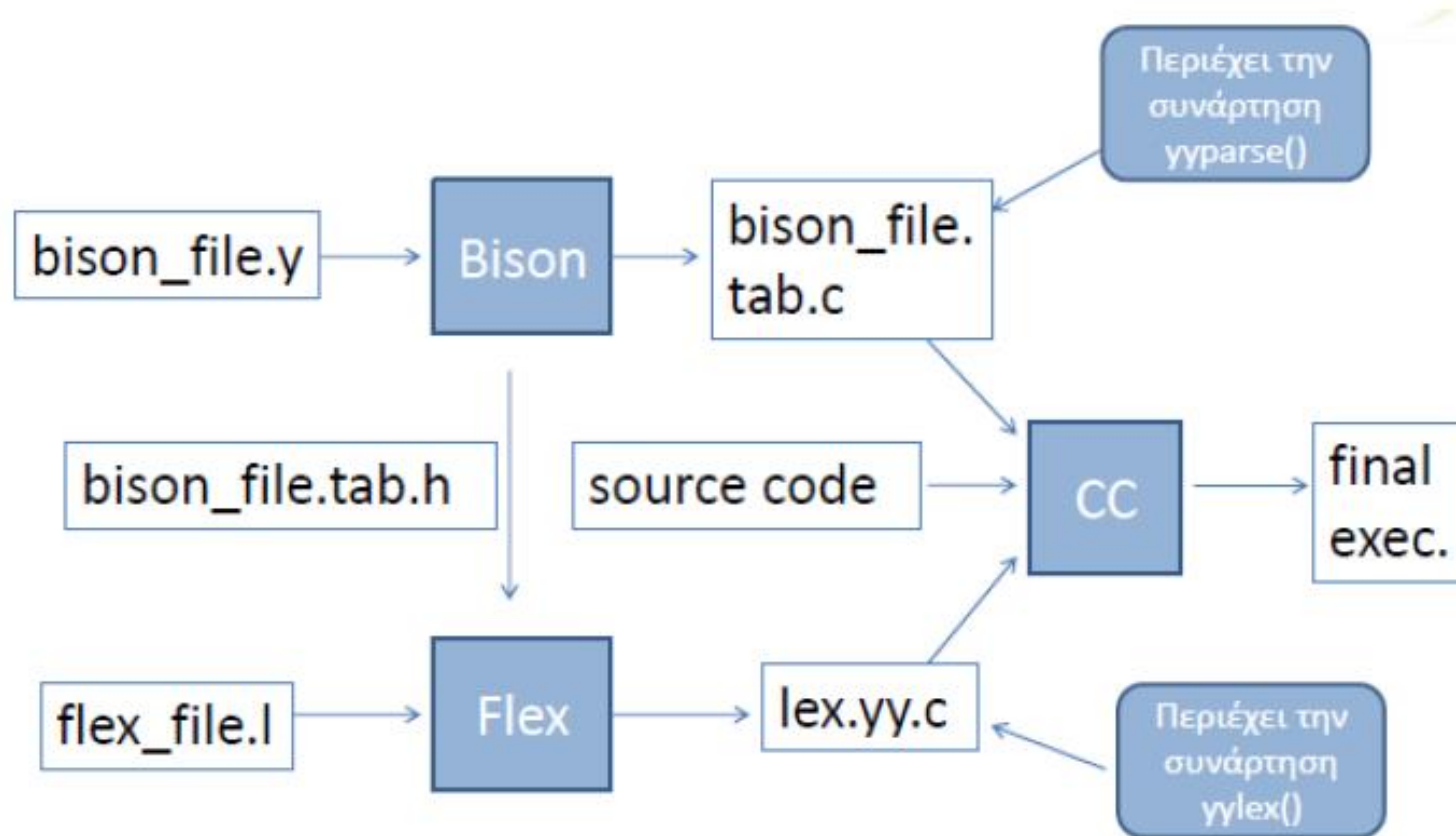 Περιέχει την
συνάρτηση
yyparse()
bison_file.y
Bison
bison_file.
tab.c
bison_file.tab.h
source code
CC
final
exec.
flex_file.l
Flex
lex.yy.c
Περιέχει την
συνάρτηση
yylex()